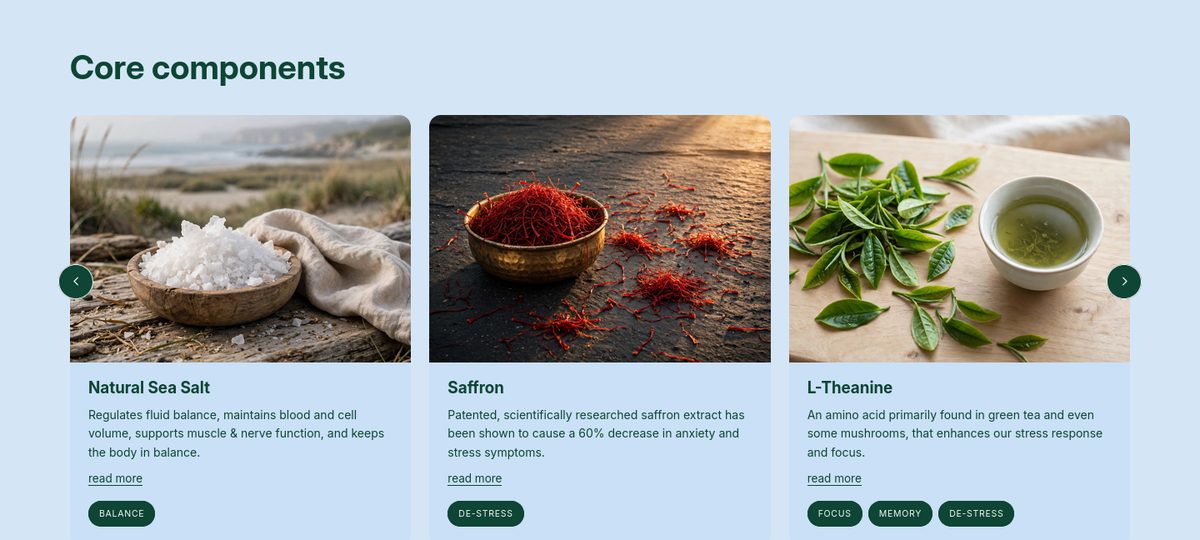 Core components
Natural Sea Salt
Regulates fluid balance, maintains blood and cell
volume, supports muscle & nerve function, and keeps
the body in balance.
read more
BALANCE
Saffron
Patented, scientifically researched saffron extract has
been shown to cause a 60% decrease in anxiety and
stress symptoms.
read more
DE-STRESS
L-Theanine
An amino acid primarily found in green tea and even
some mushrooms, that enhances our stress response
and focus.
read more
FOCUS MEMORY DE-STRESS